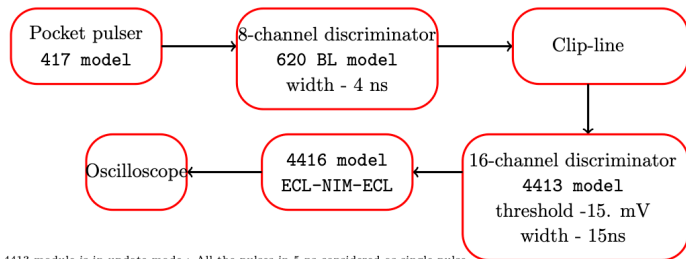 Pocket pulser
417 model
8-channel discriminator
620 BL model
width - 4 ns
Clip-line
Oscilloscope
4416 model
ECL-NIM-ECL
16-channel discriminator
4413 model
threshold -15. mV
width - 15ns
4413 module is in update mode : All the pulses in 5 ns considered as single pulse